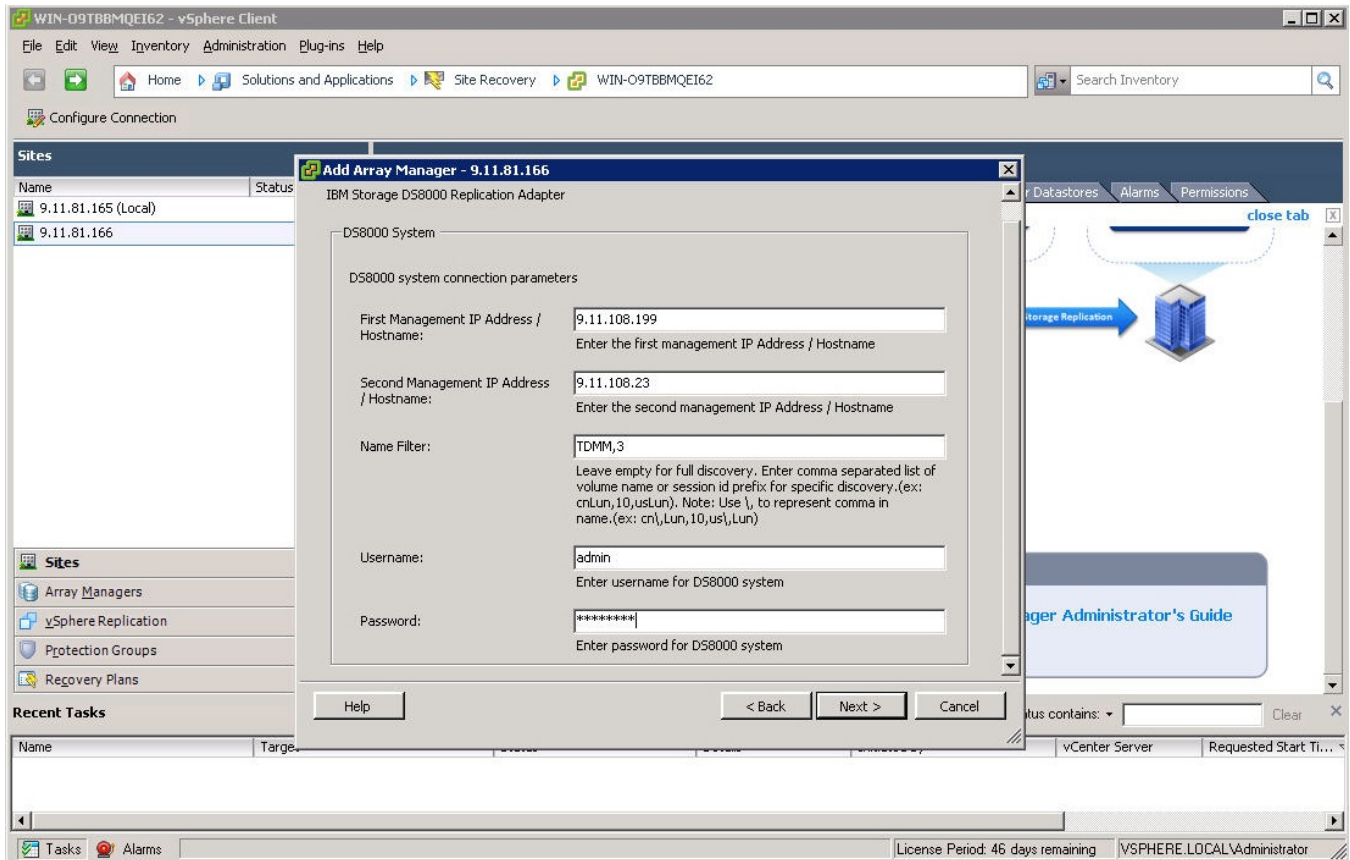 WIN-O9TBBMQEI62 - vSphere Client
File Edit View Inventory Administration Plug-ins Help
Home Solutions and Applications Site Recovery WIN-O9TBBMQEI62
Search Inventory
Configure Connection
Sites
Name Status
9.11.81.165 (Local)
9.11.81.166
Add Array Manager - 9.11.81.166
IBM Storage DS8000 Replication Adapter
DS8000 System
DS8000 system connection parameters
First Management IP Address /
Hostname:
9.11.108.199
Enter the first management IP Address / Hostname
Second Management IP Address
/ Hostname:
9.11.108.23
Enter the second management IP Address / Hostname
Name Filter:
TDMM,3
Leave empty for full discovery. Enter comma separated list of
volume name or session id prefix for specific discovery.(ex:
cnLun,10,usLun). Note: Use \, to represent comma in
name.(ex: cn\,Lun,10,us\,Lun)
Username:
admin
Enter username for DS8000 system
Password:
********
Enter password for DS8000 system
Help < Back Next > Cancel
r Datastores Alarms Permissions
close tab X
Storage Replication
ager Administrator's Guide
Sites
Array Managers
vSphere Replication
Protection Groups
Recovery Plans
Recent Tasks
tus contains: Clear
Name Target vCenter Server Requested Start Ti...
Tasks Alarms
License Period: 46 days remaining VSPHERE.LOCAL\Administrator